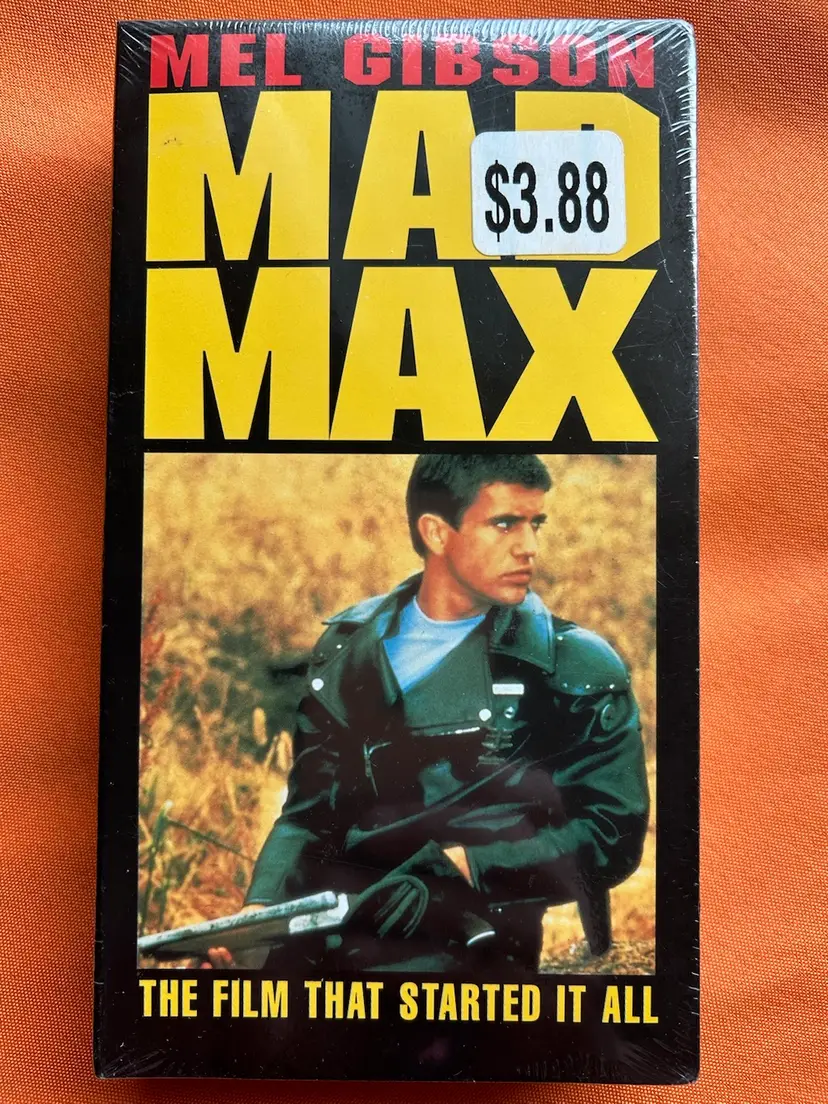 MEL GIBSON
MAD
$3.88
MAX
THE FILM THAT STARTED IT ALL